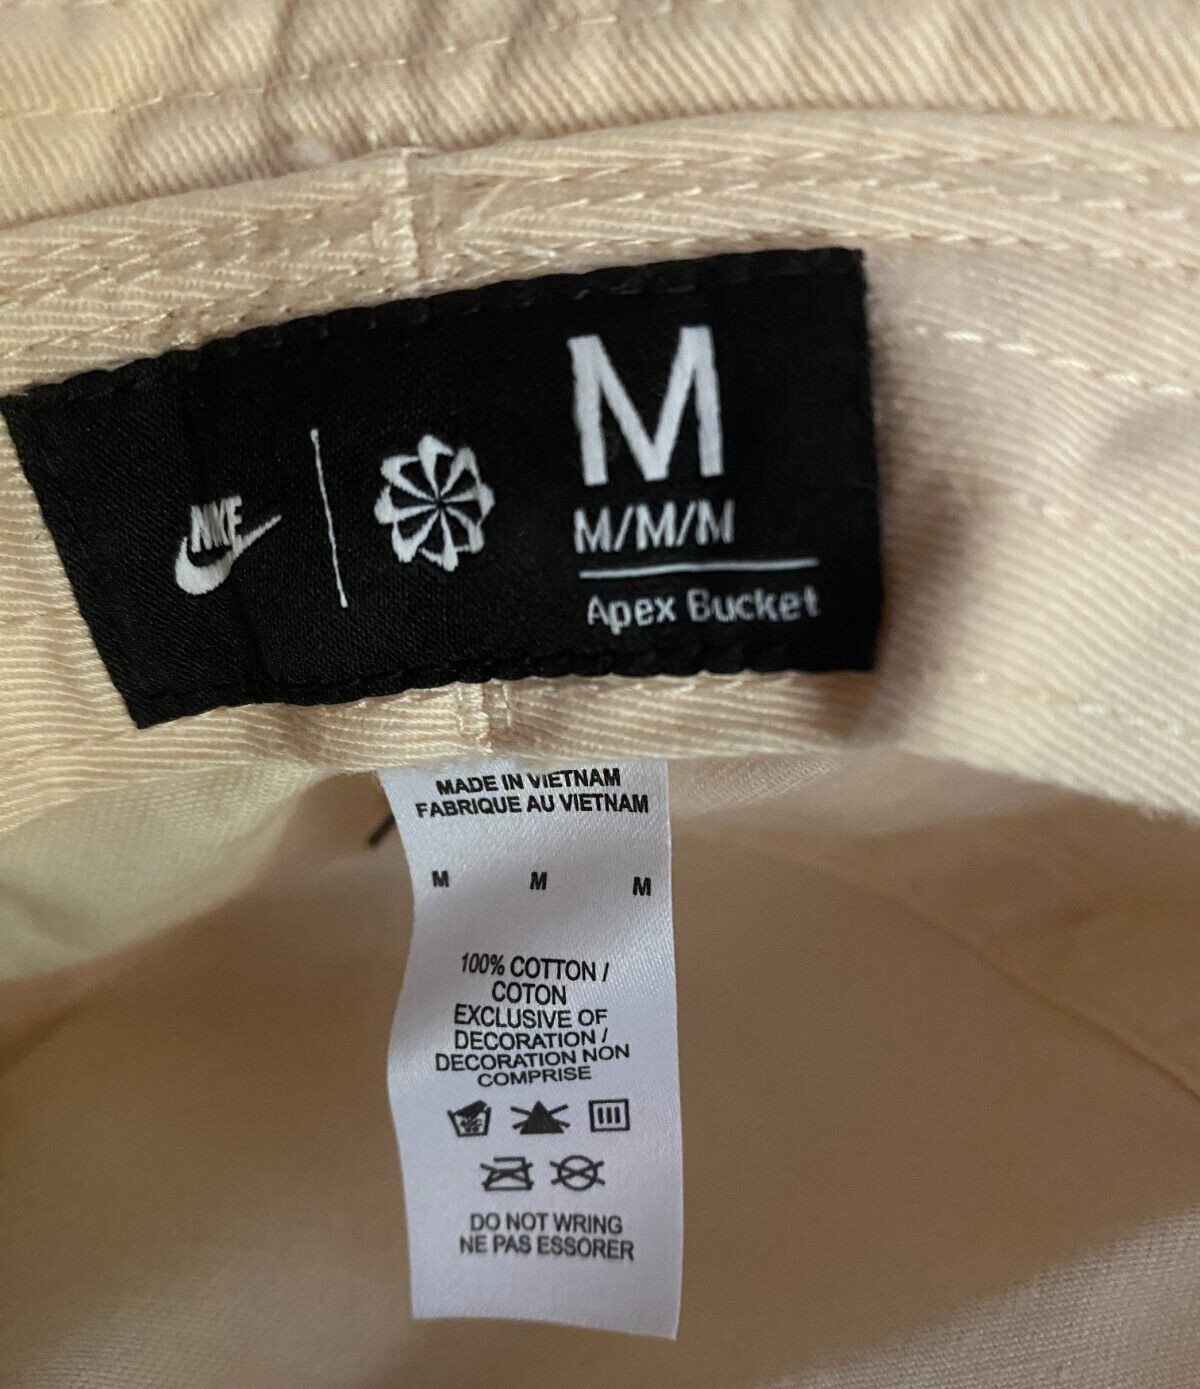 NIKE
M
M/M/M
Apex Bucket
MADE IN VIETNAM
FABRIQUE AU VIETNAM
M M M
100% COTTON /
COTON
EXCLUSIVE OF
DECORATION /
DECORATION NON
COMPRISE
DO NOT WRING
NE PAS ESSORER